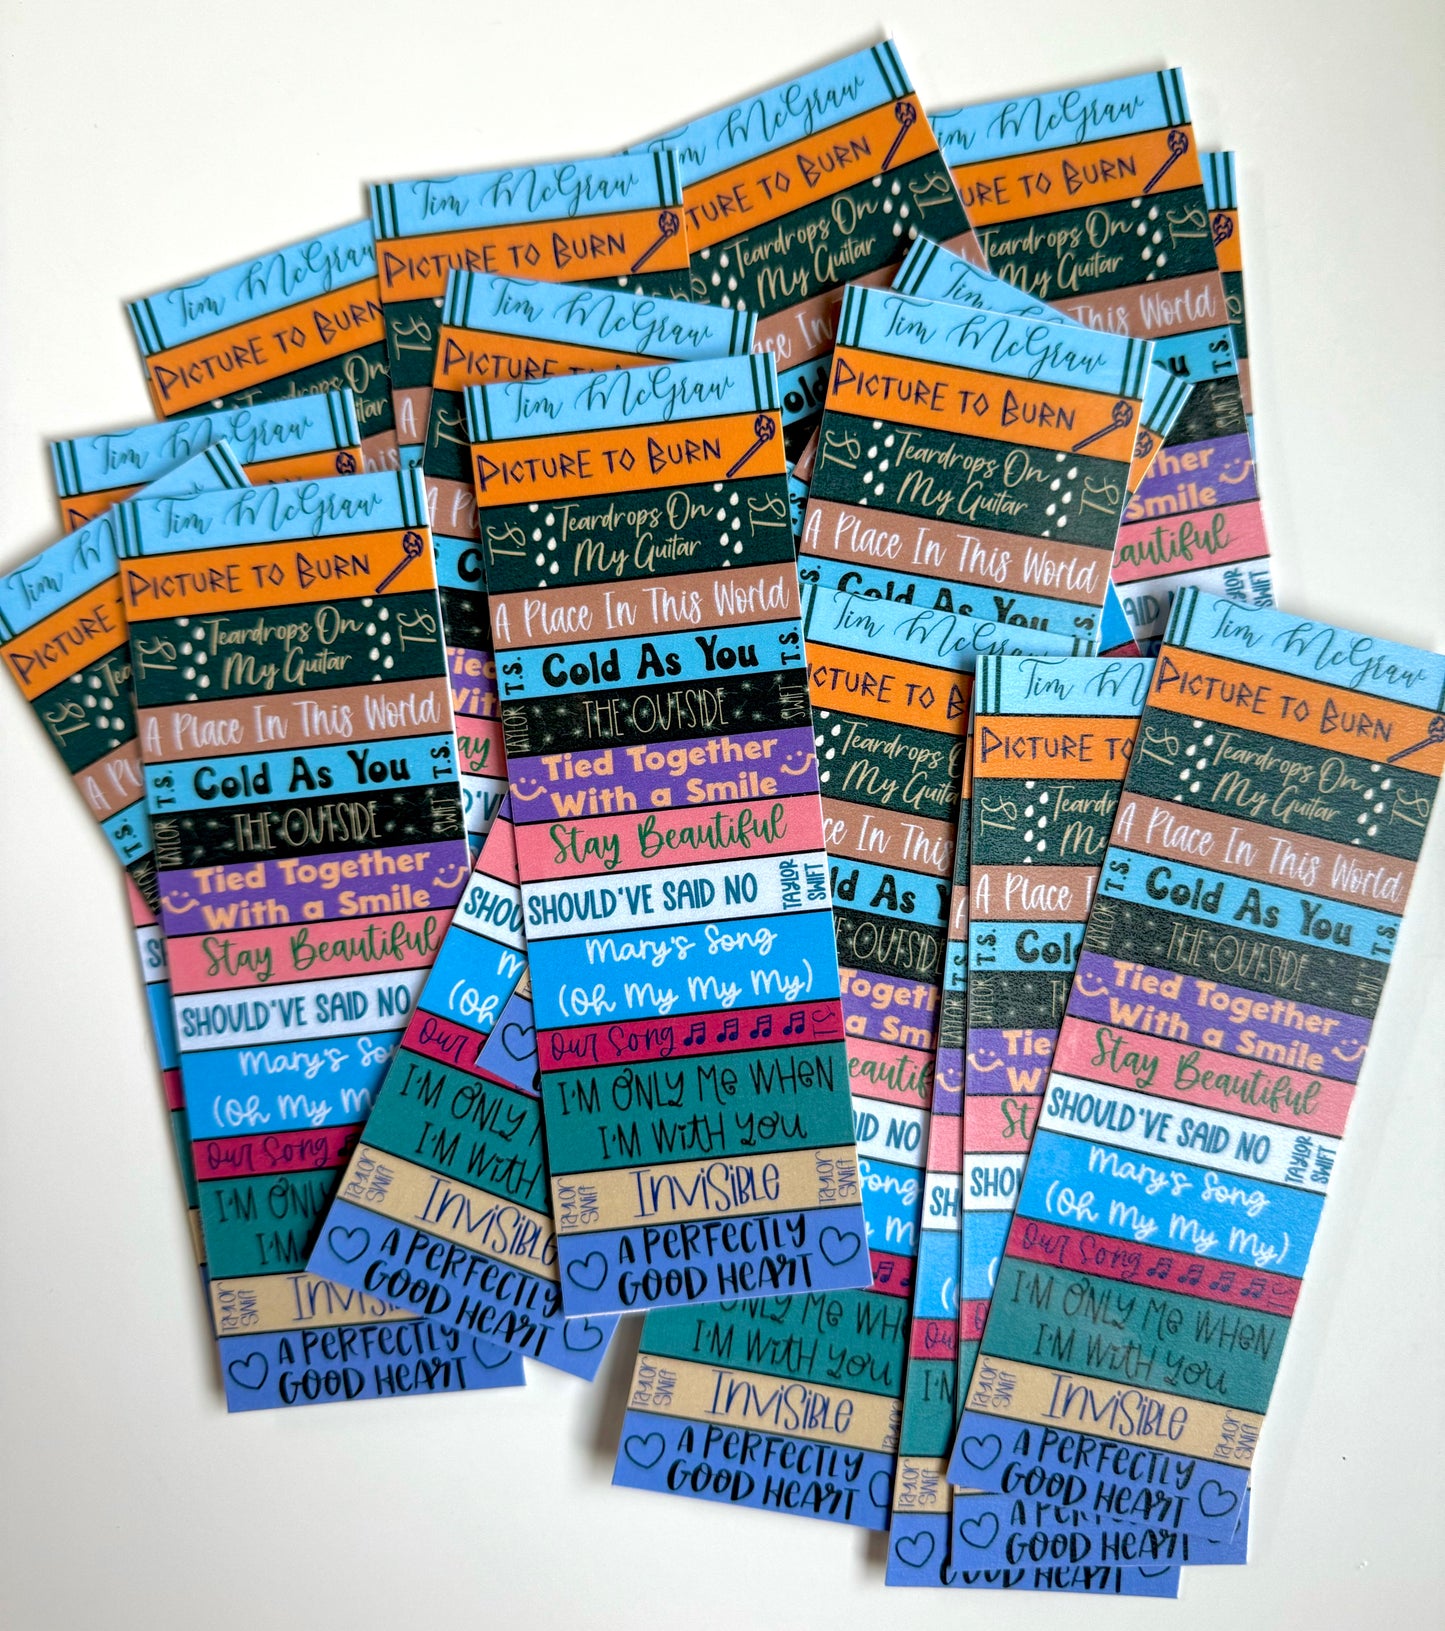 Tim McGraw
PICTURE TO BURN
T.S. Teardrops On T.S.
My Guitar
A Place In This World
T.S. Cold As You T.S.
TAYLOR THE OUTSIDE SWIFT
Tied Together
With a Smile
Stay Beautiful
SHOULD'VE SAID NO TAYLOR SWIFT
Mary's Song
(Oh My My My)
Our Song T.S.
I'M ONLY ME WHEN
I'M WITH YOU
TAYLOR SWIFT INVISIBLE TAYLOR SWIFT
A PERFECTLY
GOOD HEART